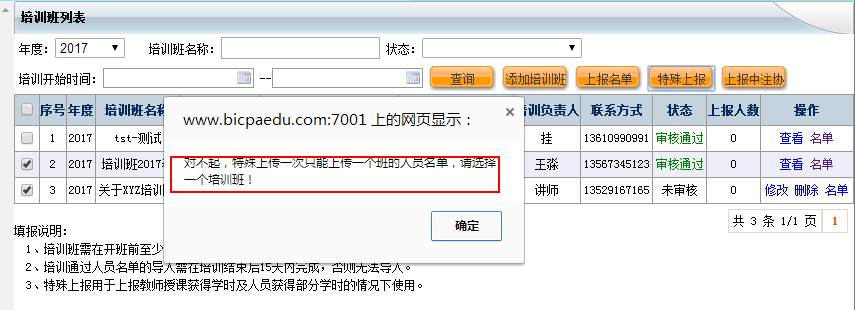 培训班列表
年度： 2017 培训班名称： 状态：
培训开始时间： -- 查询 添加培训班 上报名单 特殊上报 上报中注协
序号 年度 培训班名称 培训负责人 联系方式 状态 上报人数 操作
1 2017 tst-测试 挂 13610990991 审核通过 0 查看 名单
2 2017 培训班2017 王淼 13567345123 审核通过 0 查看 名单
3 2017 关于XYZ培训 讲师 13529167165 未审核 0 修改 删除 名单
www.bicpaedu.com:7001 上的网页显示：
×
对不起，特殊上传一次只能上传一个班的人员名单，请选择
一个培训班！
确定
共 3 条 1/1 页 1
填报说明：
1、培训班需在开班前至少
2、培训通过人员名单的导入需在培训结束后15天内完成，否则无法导入。
3、特殊上报用于上报教师授课获得学时及人员获得部分学时的情况下使用。